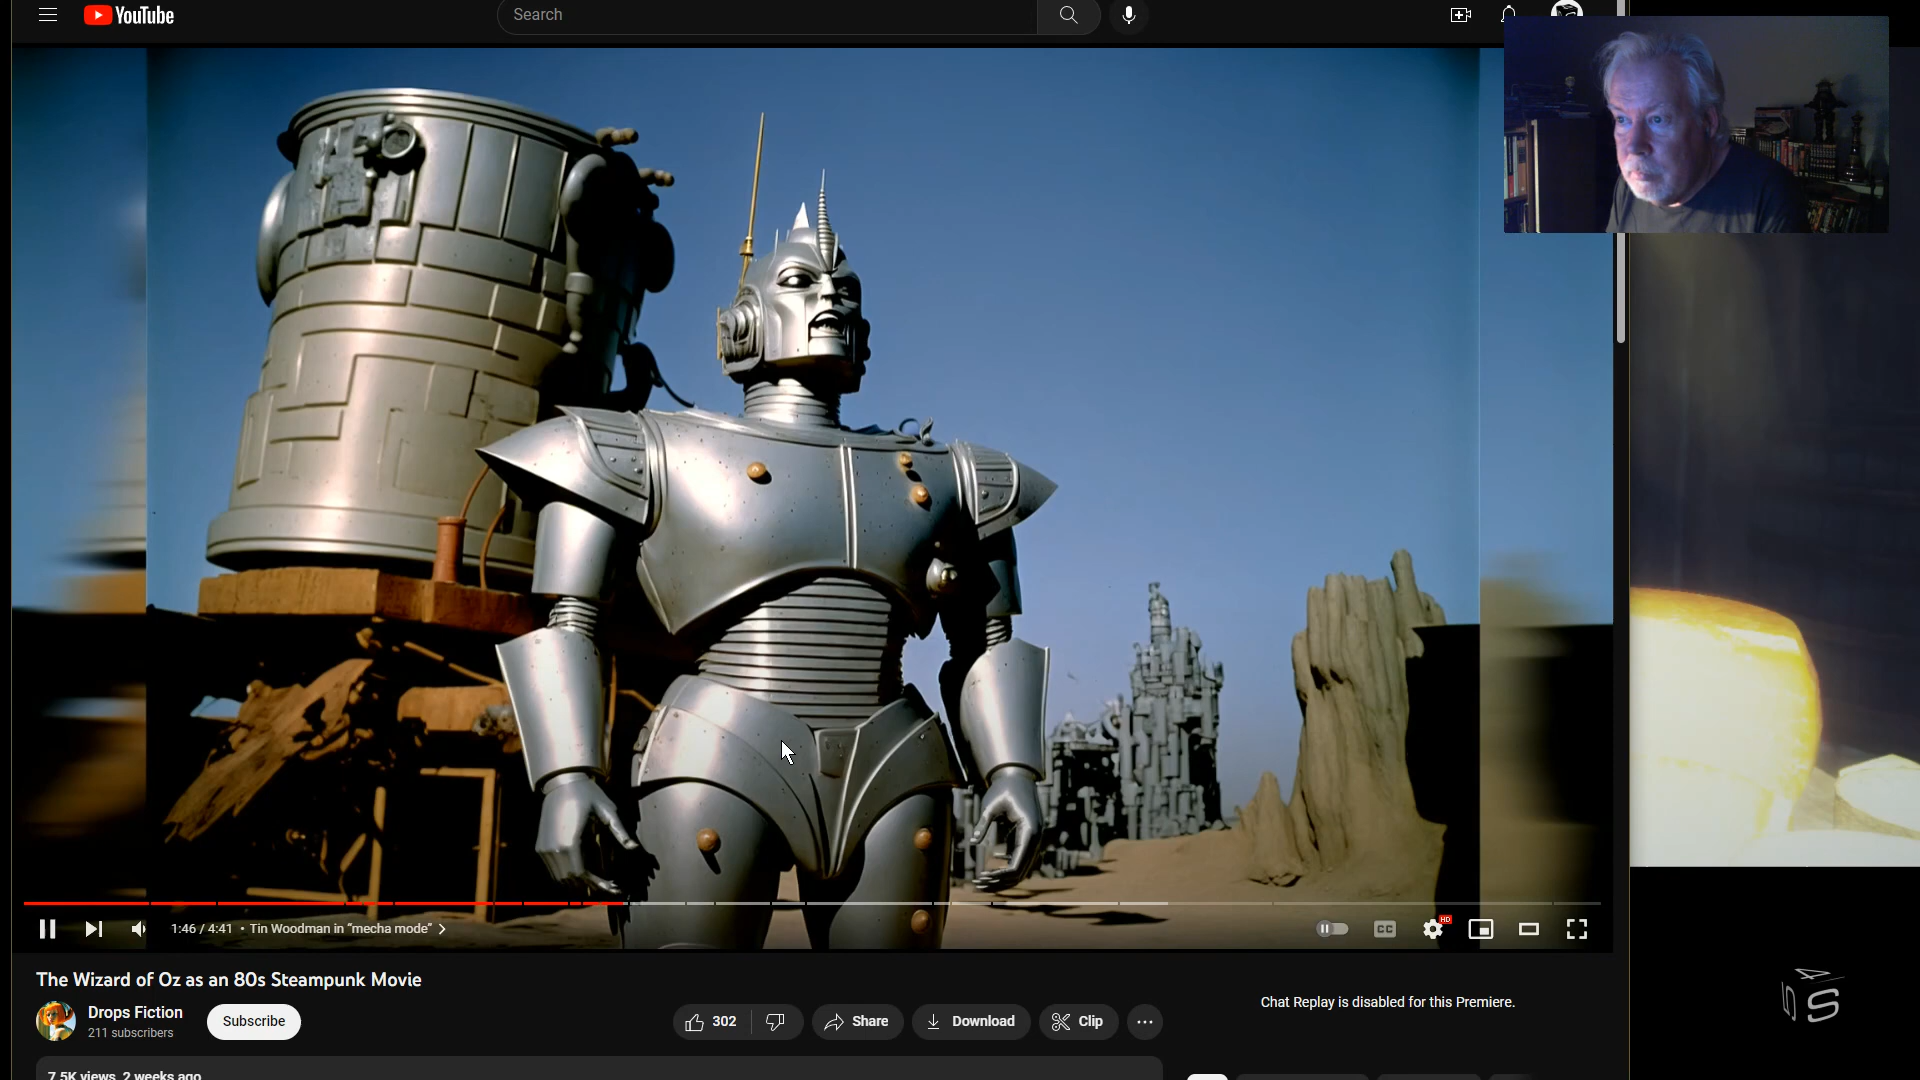 YouTube
Search
1:46 / 4:41 • Tin Woodman in “mecha mode”
CC
HD
The Wizard of Oz as an 80s Steampunk Movie
Drops Fiction
211 subscribers
Subscribe
302
Share
Download
Clip
Chat Replay is disabled for this Premiere.
7.5K views 2 weeks ago